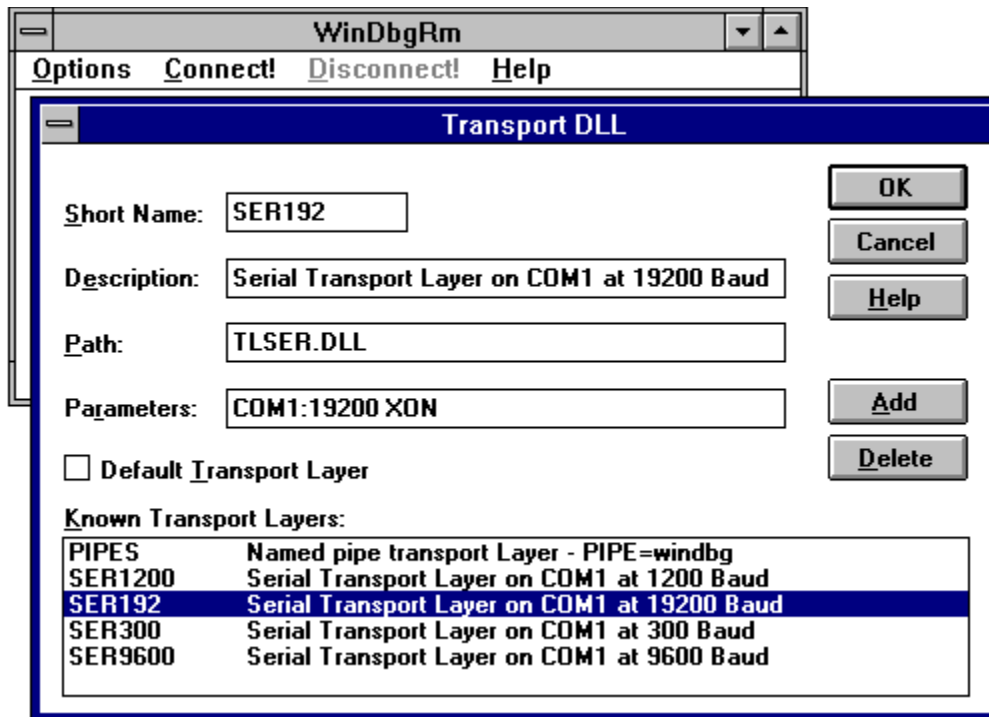 WinDbgRm
Options Connect! Disconnect! Help
Transport DLL
Short Name: SER192
OK
Description: Serial Transport Layer on COM1 at 19200 Baud
Cancel
Path: TLSER.DLL
Help
Parameters: COM1:19200 XON
Add
Default Transport Layer
Delete
Known Transport Layers:
PIPES Named pipe transport Layer - PIPE=windbg
SER1200 Serial Transport Layer on COM1 at 1200 Baud
SER192 Serial Transport Layer on COM1 at 19200 Baud
SER300 Serial Transport Layer on COM1 at 300 Baud
SER9600 Serial Transport Layer on COM1 at 9600 Baud